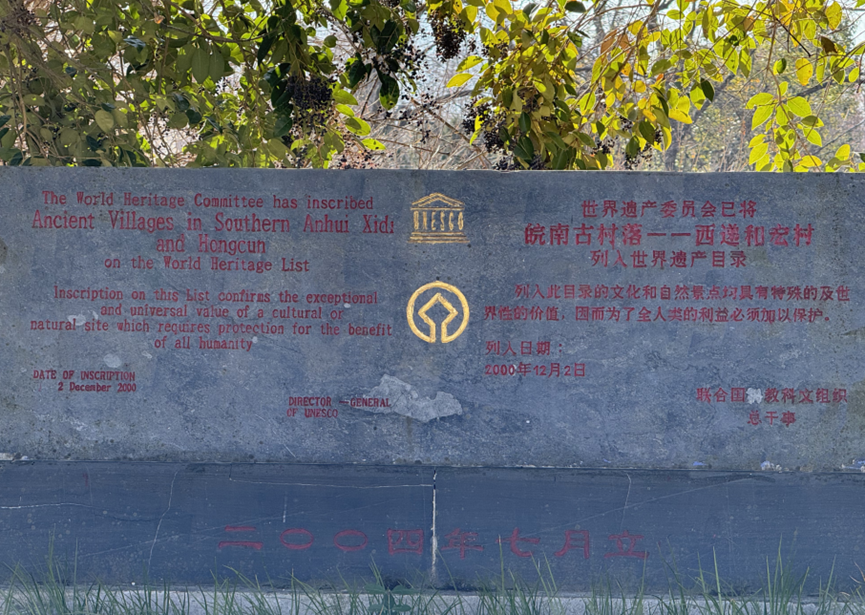 The World Heritage Committee has inscribed
Ancient Villages in Southern Anhui Xidi
and Hongcun
on the World Heritage List
Inscription on this List confirms the exceptional
and universal value of a cultural or
natural site which requires protection for the benefit
of all humanity
DATE OF INSCRIPTION
2 December 2000
DIRECTOR-GENERAL
OF UNESCO
UNESCO
世界遗产委员会已将
皖南古村落——西递和宏村
列入世界遗产目录
列入此目录的文化和自然景点均具有特殊的及世
界性的价值，因而为了全人类的利益必须加以保护。
列入日期：
2000年12月2日
联合国教科文组织
总干事
二〇〇四年七月立